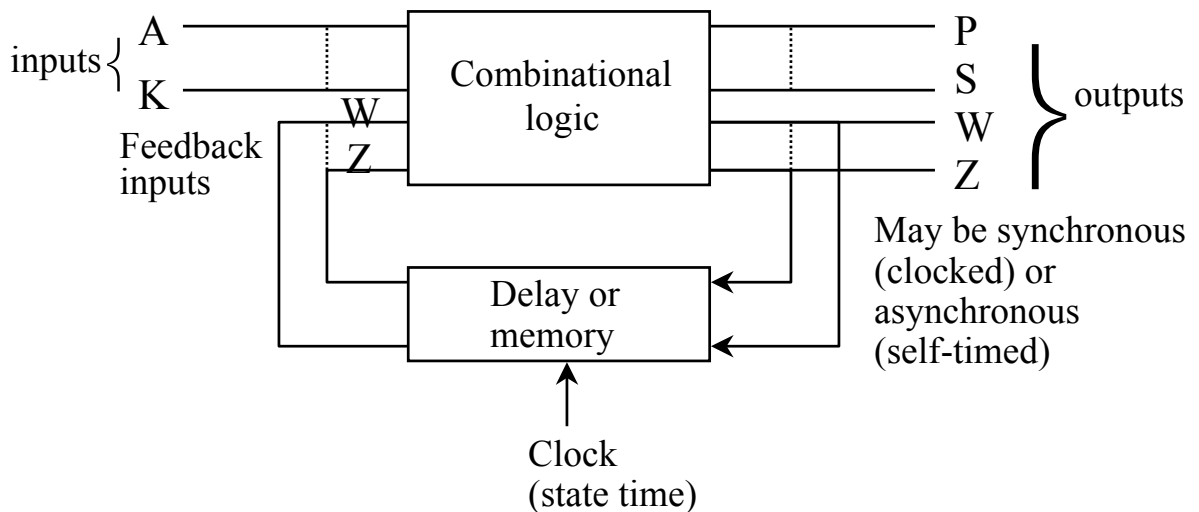 A
inputs
K
Feedback
inputs
W
Z
Combinational
logic
P
S
W
Z
outputs
May be synchronous
(clocked) or
asynchronous
(self-timed)
Delay or
memory
Clock
(state time)